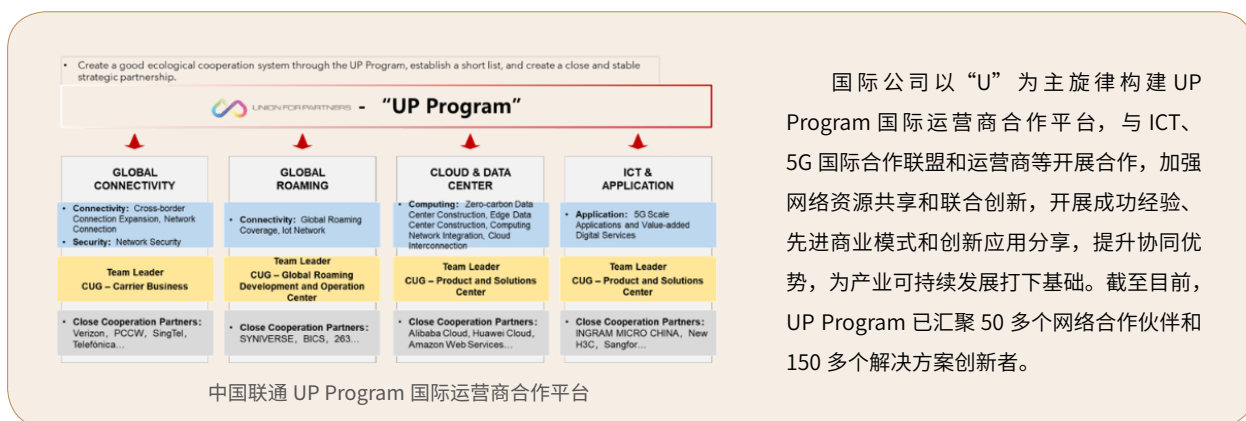 • Create a good ecological cooperation system through the UP Program, establish a short list, and create a close and stable
strategic partnership.
UNION FOR PARTNERS - “UP Program”
GLOBAL
CONNECTIVITY
• Connectivity: Cross-border
Connection Expansion, Network
Connection
• Security: Network Security
Team Leader
CUG – Carrier Business
• Close Cooperation Partners:
Verizon, PCCW, SingTel,
Telefónica...
GLOBAL
ROAMING
• Connectivity: Global Roaming
Coverage, Iot Network
Team Leader
CUG – Global Roaming
Development and Operation
Center
• Close Cooperation Partners:
SYNIVERSE, BICS, 263...
CLOUD & DATA
CENTER
• Computing: Zero-carbon Data
Center Construction, Edge Data
Center Construction, Computing
Network Integration, Cloud
Interconnection
Team Leader
CUG – Product and Solutions
Center
• Close Cooperation Partners:
Alibaba Cloud, Huawei Cloud,
Amazon Web Services...
ICT &
APPLICATION
• Application: 5G Scale
Applications and Value-added
Digital Services
Team Leader
CUG – Product and Solutions
Center
• Close Cooperation Partners:
INGRAM MICRO CHINA, New
H3C, Sangfor...
中国联通 UP Program 国际运营商合作平台
国际公司以“U”为主旋律构建 UP
Program 国际运营商合作平台，与 ICT、
5G 国际合作联盟和运营商等开展合作，加强
网络资源共享和联合创新，开展成功经验、
先进商业模式和创新应用分享，提升协同优
势，为产业可持续发展打下基础。截至目前，
UP Program 已汇聚 50 多个网络合作伙伴和
150 多个解决方案创新者。